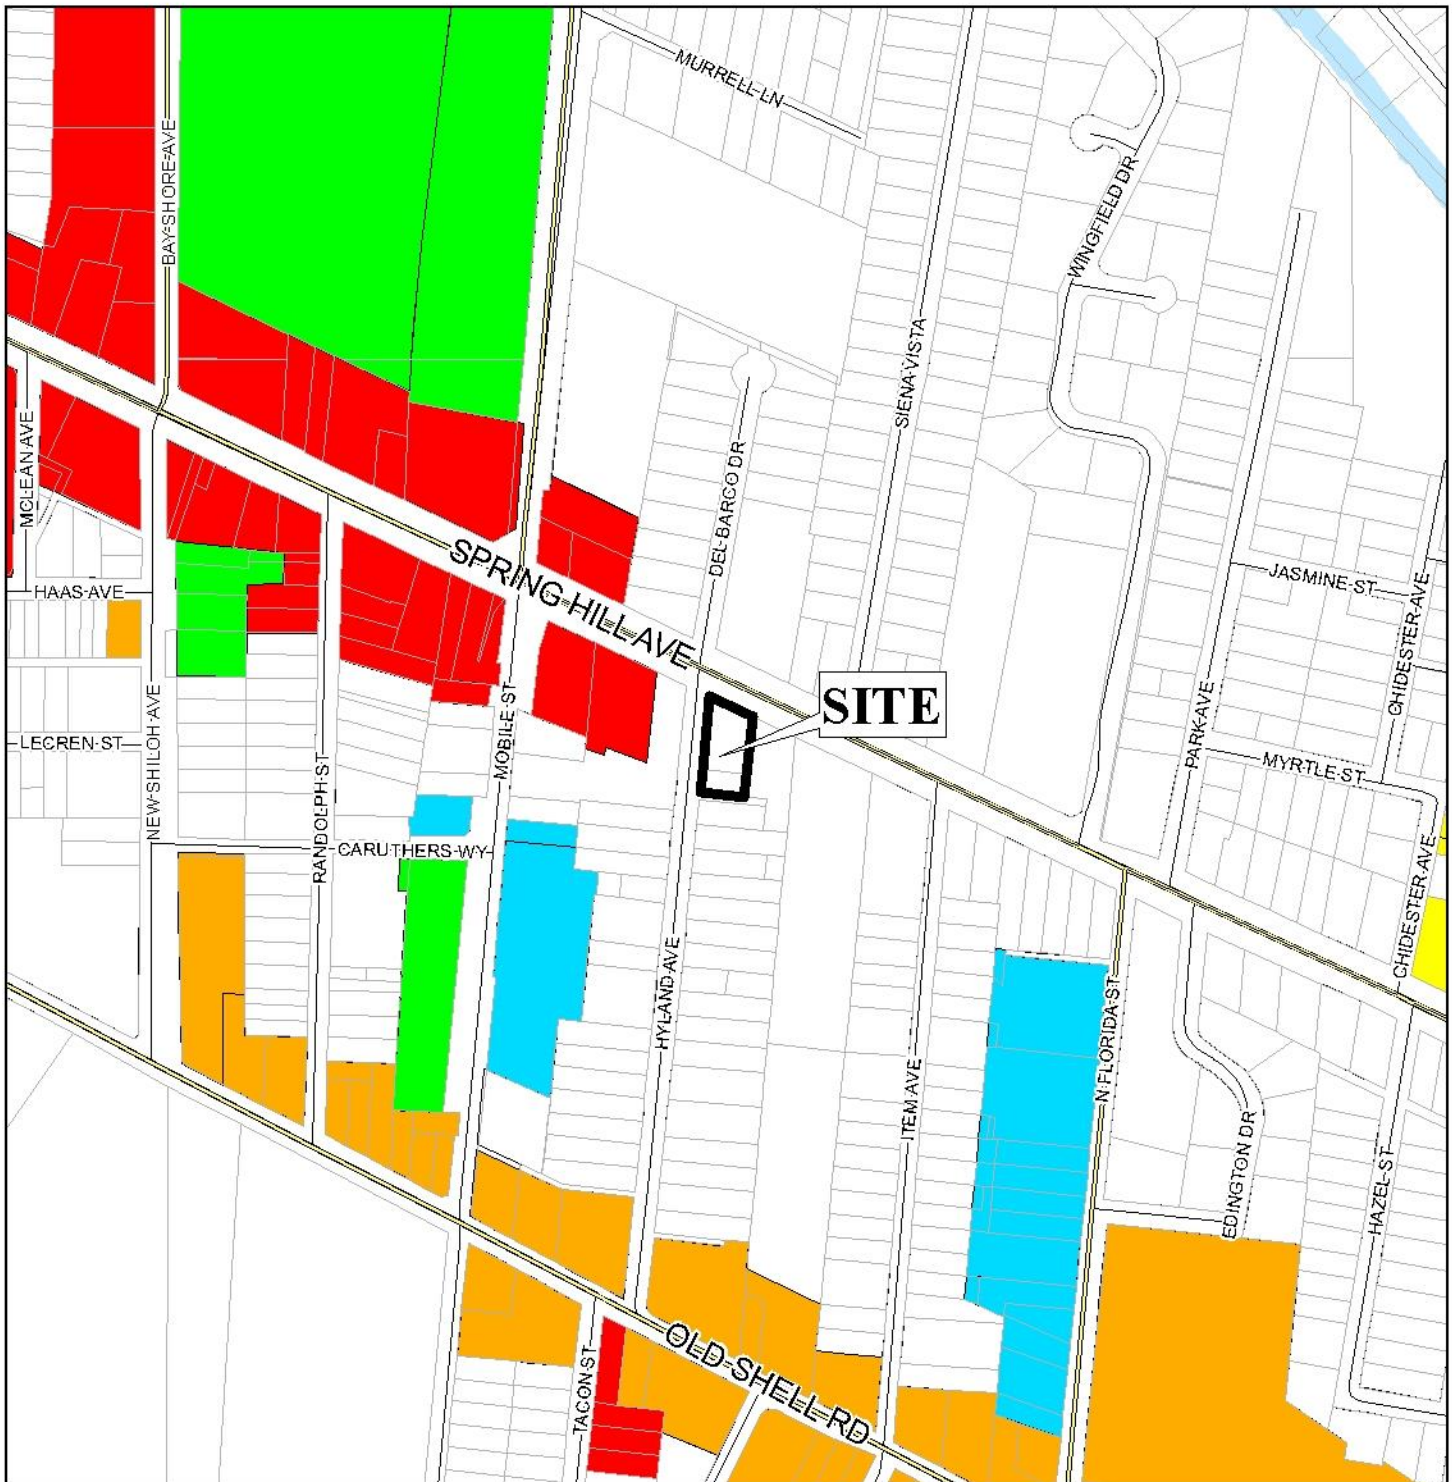 MURRELL LN
BAY SHORE AVE
WINGFIELD DR
SIENA VISTA
MCLEAN AVE
DEL BARCO DR
SPRING HILL AVE
JASMINE ST
CHIDESTER AVE
HAAS AVE
SITE
NEW SHILOH AVE
LECREN ST
MOBILE ST
PARK AVE
RANDOLPH ST
MYRTLE ST
CARUTHERS WY
CHIDESTER AVE
HYLAND AVE
N FLORIDA ST
ITEM AVE
EDINGTON DR
HAZEL ST
OLD SHELL RD
TACON ST